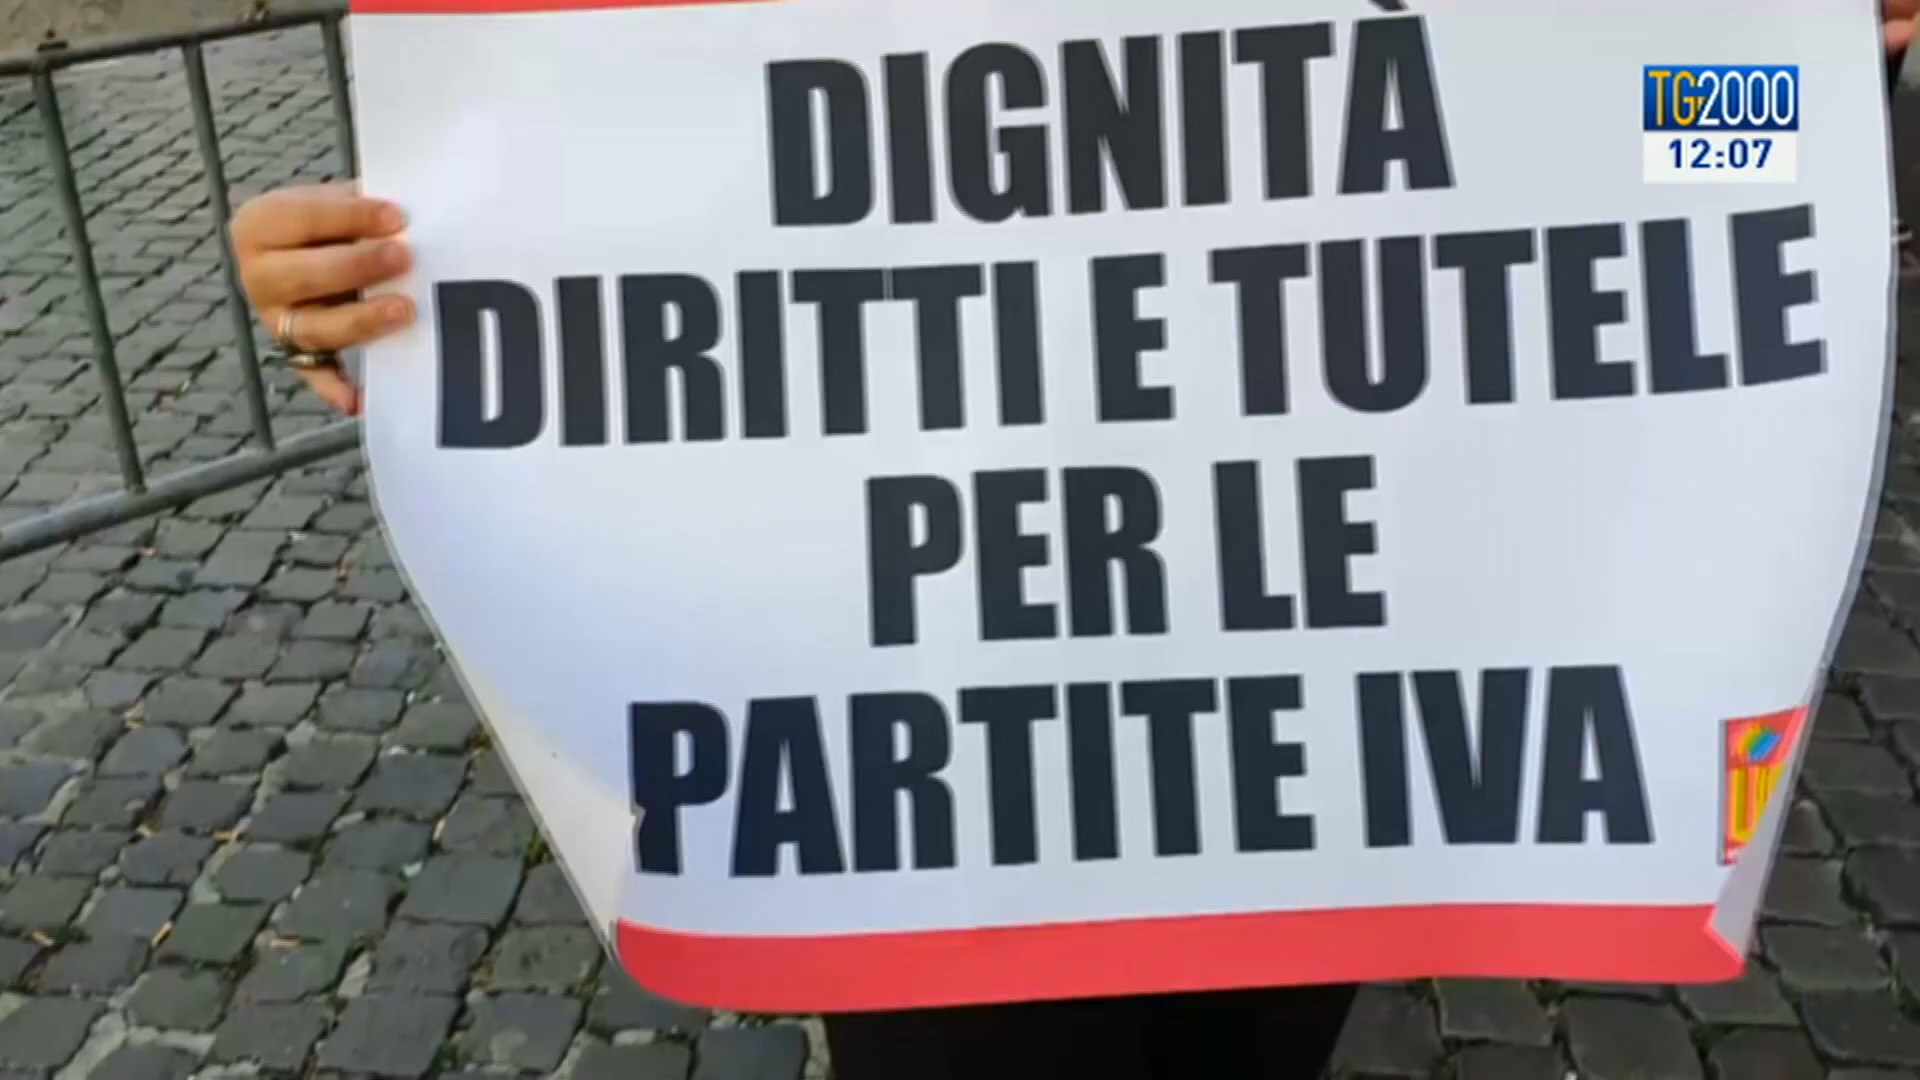 DIGNITÀ
TG2000
12:07
DIRITTI E TUTELE
PER LE
PARTITE IVA